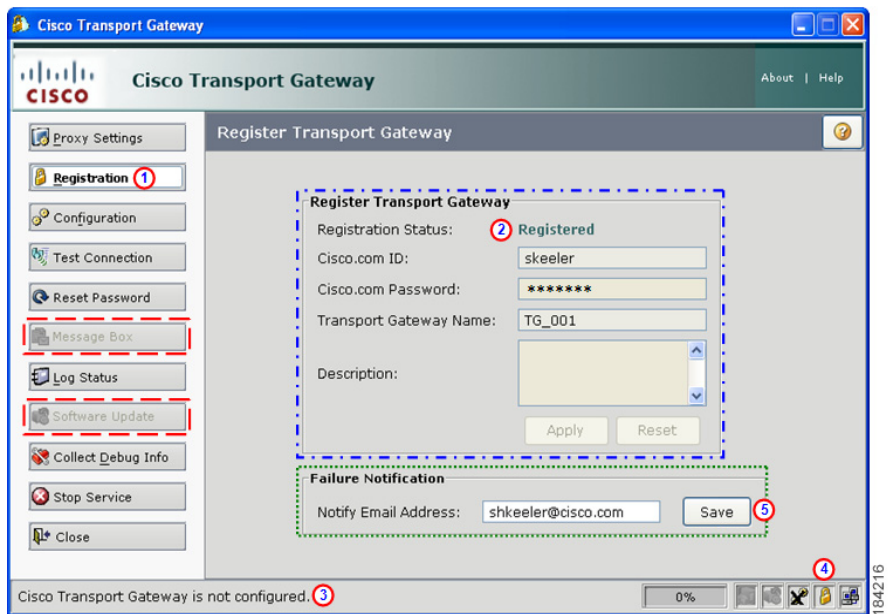 Cisco Transport Gateway
CISCO
Cisco Transport Gateway
About | Help
Proxy Settings
Registration 1
Configuration
Test Connection
Reset Password
Message Box
Log Status
Software Update
Collect Debug Info
Stop Service
Close
Register Transport Gateway
Register Transport Gateway
Registration Status: 2 Registered
Cisco.com ID: skeeler
Cisco.com Password: *******
Transport Gateway Name: TG_001
Description:
Apply Reset
Failure Notification
Notify Email Address: shkeeler@cisco.com Save 5
4
Cisco Transport Gateway is not configured. 3
0%
84216